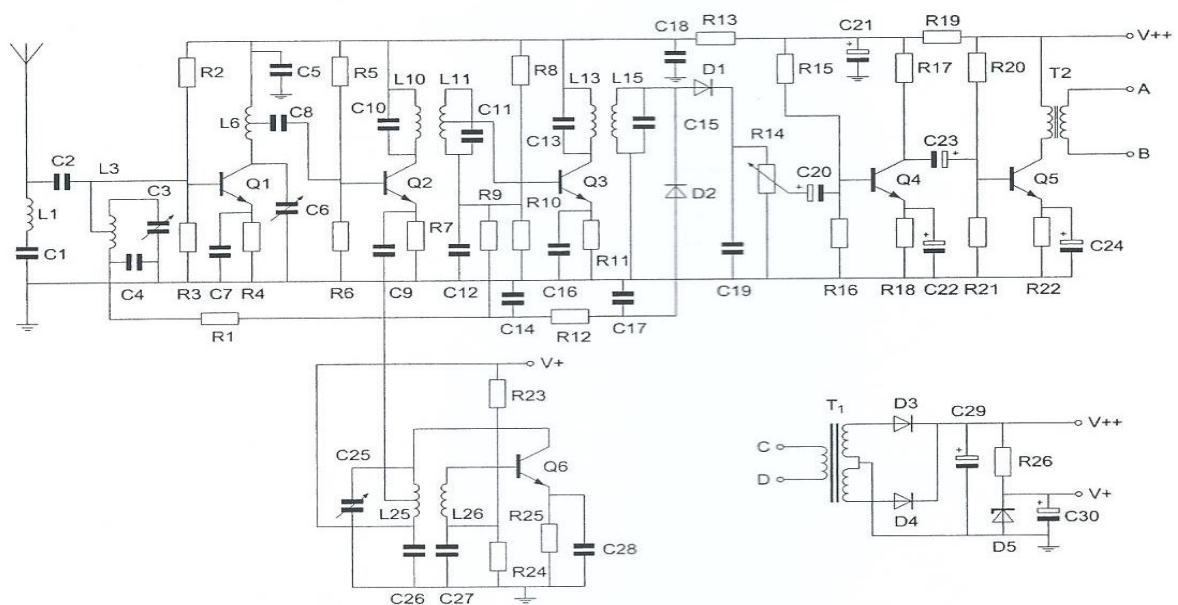 C18 R13 C21 R19 V++
R2 C5 R5 L10 L11 R8 L13 L15 D1 R15 R17 R20 T2
C8 C10 C11 C13 C15 A
L6 R14 C23 B
C2 L3 C3 Q1 Q2 Q3 C20 Q4 Q5
L1 C6 R9 R10 D2
C1 R7 R11 C24
C4 R3 C7 R4 R6 C9 C12 C16 C19 R16 R18 C22 R21 R22
R1 C14 R12 C17
V+
R23
C25 Q6
L25 L26 R25
R24 C28
C26 C27
T1 D3 C29 V++
C R26
D V+
D4 D5 C30